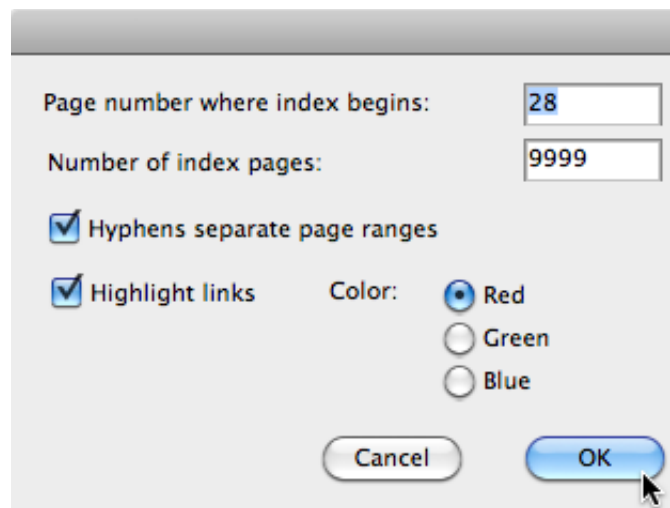 Page number where index begins: 28
Number of index pages: 9999
Hyphens separate page ranges
Highlight links Color: Red
Green
Blue
Cancel OK